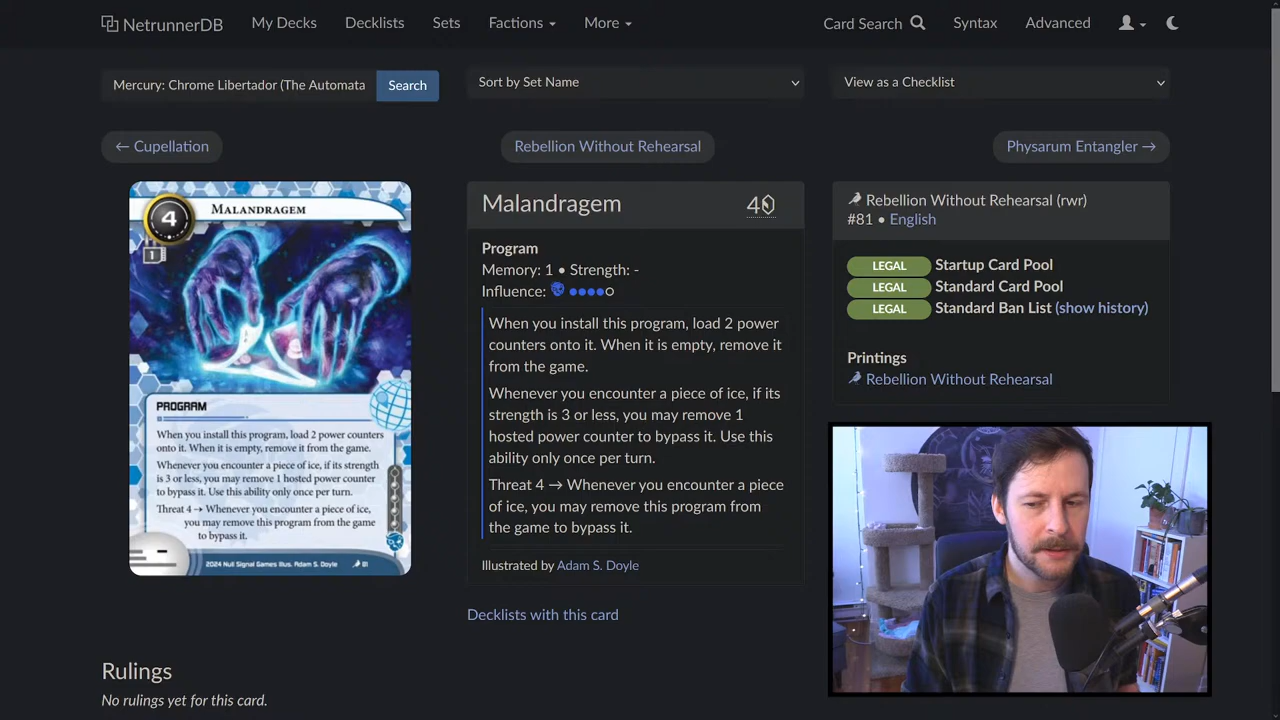 NetrunnerDB
My Decks
Decklists
Sets
Factions
More
Card Search
Syntax
Advanced
Mercury: Chrome Libertador (The Automata
Search
Sort by Set Name
View as a Checklist
← Cupellation
Rebellion Without Rehearsal
Physarum Entangler →
4
MALANDRAGEM
1
PROGRAM
When you install this program, load 2 power counters
onto it. When it is empty, remove it from the game.
Whenever you encounter a piece of ice, if its strength
is 3 or less, you may remove 1 hosted power counter
to bypass it. Use this ability only once per turn.
Threat 4 → Whenever you encounter a piece of ice,
you may remove this program from the game
to bypass it.
-
2024 Null Signal Games Illus. Adam S. Doyle
81
Malandragem
4
Program
Memory: 1 • Strength: -
Influence:
When you install this program, load 2 power
counters onto it. When it is empty, remove it
from the game.
Whenever you encounter a piece of ice, if its
strength is 3 or less, you may remove 1
hosted power counter to bypass it. Use this
ability only once per turn.
Threat 4 → Whenever you encounter a piece
of ice, you may remove this program from
the game to bypass it.
Illustrated by Adam S. Doyle
Decklists with this card
Rebellion Without Rehearsal (rwr)
#81 • English
LEGAL Startup Card Pool
LEGAL Standard Card Pool
LEGAL Standard Ban List (show history)
Printings
Rebellion Without Rehearsal
Rulings
No rulings yet for this card.